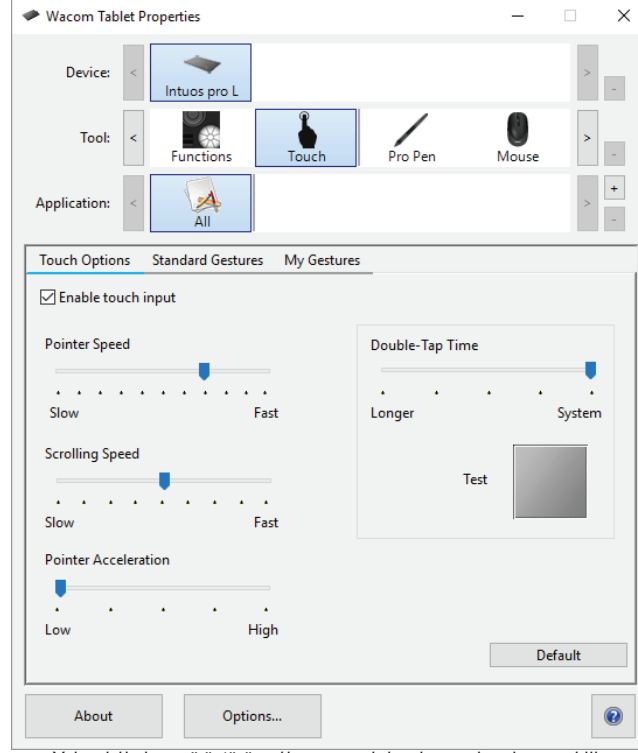 Wacom Tablet Properties
Device:
Intuos pro L
Tool:
Functions
Touch
Pro Pen
Mouse
Application:
All
Touch Options
Standard Gestures
My Gestures
Enable touch input
Pointer Speed
Slow
Fast
Double-Tap Time
Longer
System
Test
Scrolling Speed
Slow
Fast
Pointer Acceleration
Low
High
Default
About
Options...